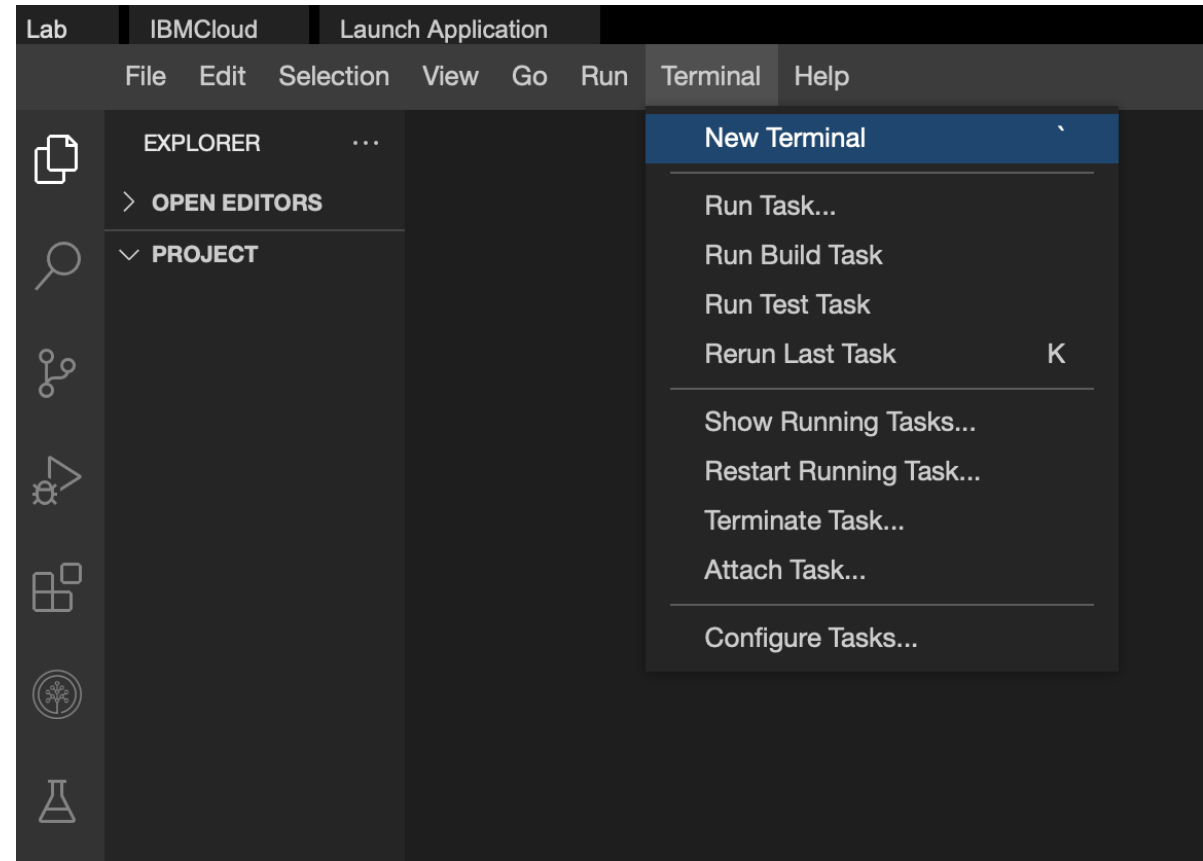 Lab IBMCloud Launch Application
File Edit Selection View Go Run Terminal Help
EXPLORER ...
OPEN EDITORS
PROJECT
New Terminal `
Run Task...
Run Build Task
Run Test Task
Rerun Last Task K
Show Running Tasks...
Restart Running Task...
Terminate Task...
Attach Task...
Configure Tasks...